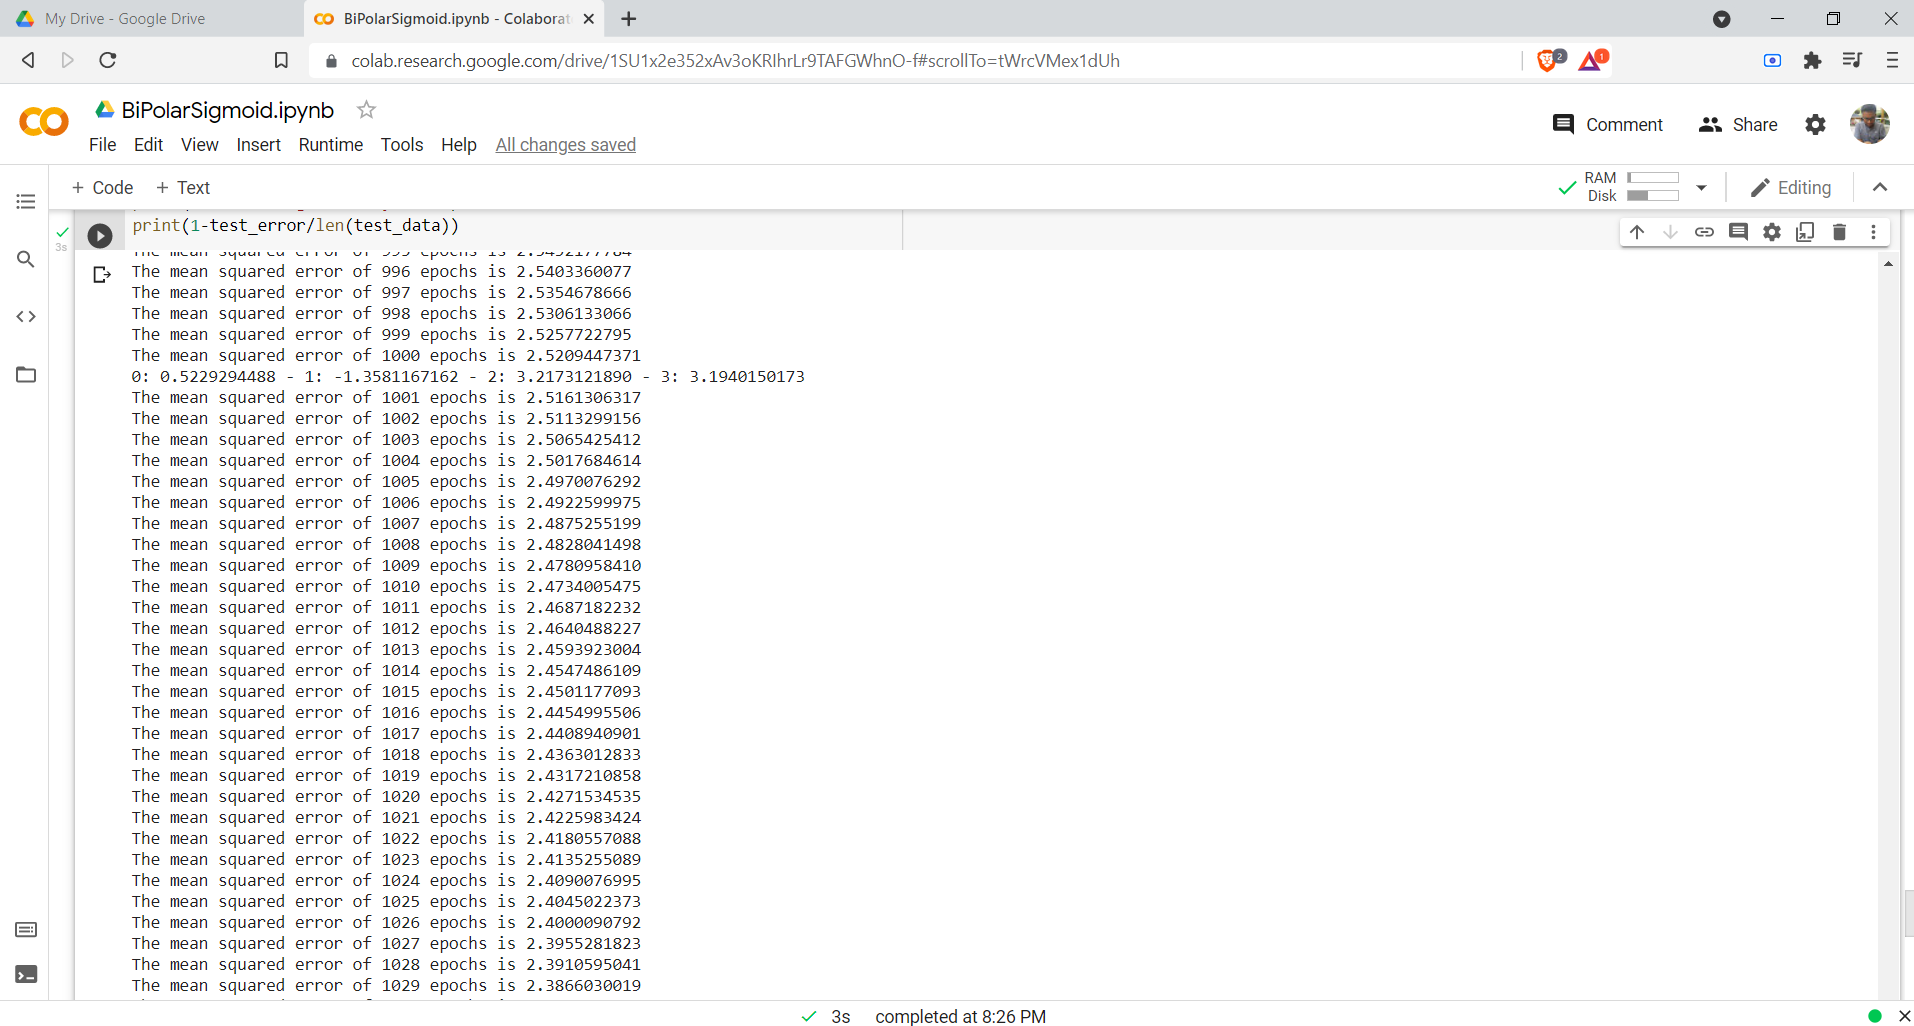 My Drive - Google Drive
BiPolarSigmoid.ipynb - Colaborat
colab.research.google.com/drive/1SU1x2e352xAv3oKRIhrLr9TAFGWhnO-f#scrollTo=tWrcVMex1dUh
2
1
BiPolarSigmoid.ipynb
File Edit View Insert Runtime Tools Help All changes saved
Comment
Share
+ Code + Text
RAM
Disk
Editing
3s
print(1-test_error/len(test_data))
The mean squared error of 995 epochs is
The mean squared error of 996 epochs is 2.5403360077
The mean squared error of 997 epochs is 2.5354678666
The mean squared error of 998 epochs is 2.5306133066
The mean squared error of 999 epochs is 2.5257722795
The mean squared error of 1000 epochs is 2.5209447371
0: 0.5229294488 - 1: -1.3581167162 - 2: 3.2173121890 - 3: 3.1940150173
The mean squared error of 1001 epochs is 2.5161306317
The mean squared error of 1002 epochs is 2.5113299156
The mean squared error of 1003 epochs is 2.5065425412
The mean squared error of 1004 epochs is 2.5017684614
The mean squared error of 1005 epochs is 2.4970076292
The mean squared error of 1006 epochs is 2.4922599975
The mean squared error of 1007 epochs is 2.4875255199
The mean squared error of 1008 epochs is 2.4828041498
The mean squared error of 1009 epochs is 2.4780958410
The mean squared error of 1010 epochs is 2.4734005475
The mean squared error of 1011 epochs is 2.4687182232
The mean squared error of 1012 epochs is 2.4640488227
The mean squared error of 1013 epochs is 2.4593923004
The mean squared error of 1014 epochs is 2.4547486109
The mean squared error of 1015 epochs is 2.4501177093
The mean squared error of 1016 epochs is 2.4454995506
The mean squared error of 1017 epochs is 2.4408940901
The mean squared error of 1018 epochs is 2.4363012833
The mean squared error of 1019 epochs is 2.4317210858
The mean squared error of 1020 epochs is 2.4271534535
The mean squared error of 1021 epochs is 2.4225983424
The mean squared error of 1022 epochs is 2.4180557088
The mean squared error of 1023 epochs is 2.4135255089
The mean squared error of 1024 epochs is 2.4090076995
The mean squared error of 1025 epochs is 2.4045022373
The mean squared error of 1026 epochs is 2.4000090792
The mean squared error of 1027 epochs is 2.3955281823
The mean squared error of 1028 epochs is 2.3910595041
The mean squared error of 1029 epochs is 2.3866030019
3s completed at 8:26 PM